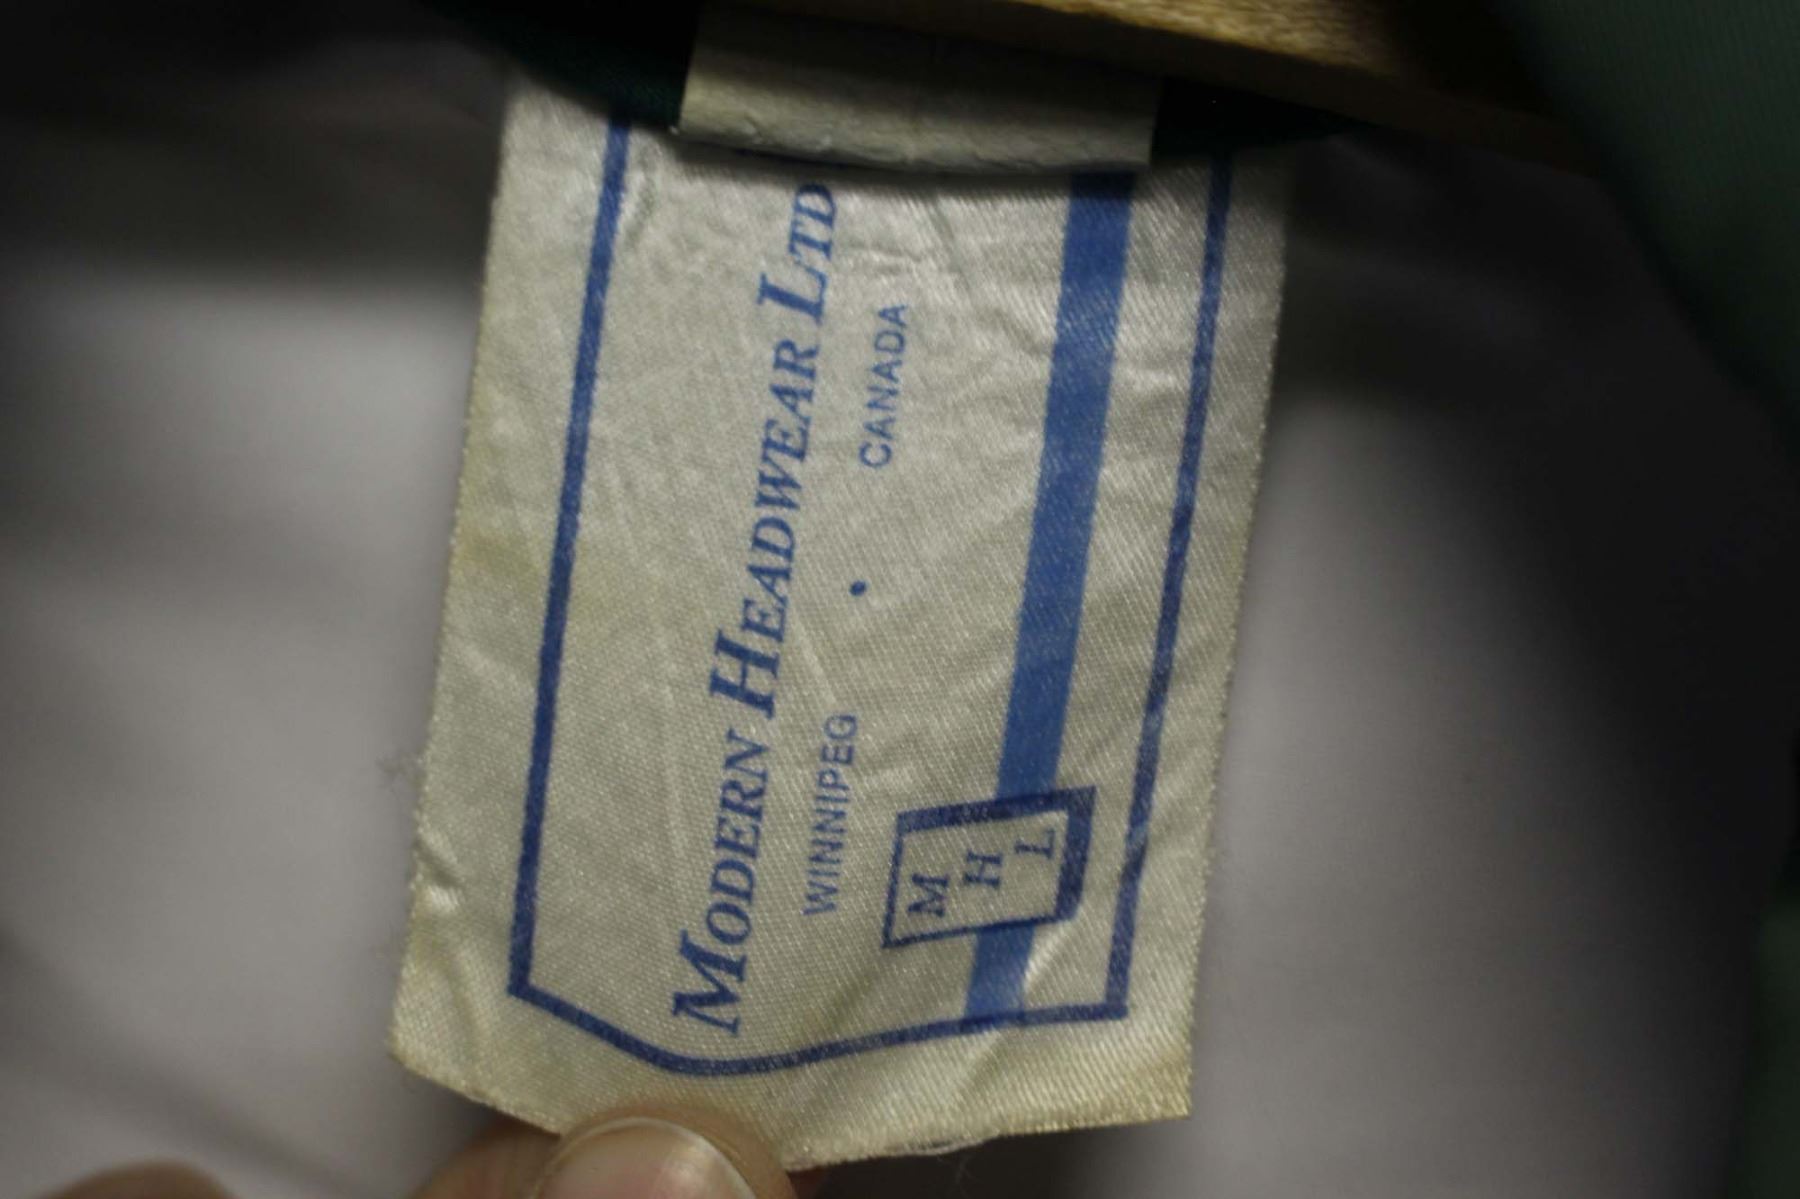 MODERN HEADWEAR LTD
WINNIPEG • CANADA
M
H
L